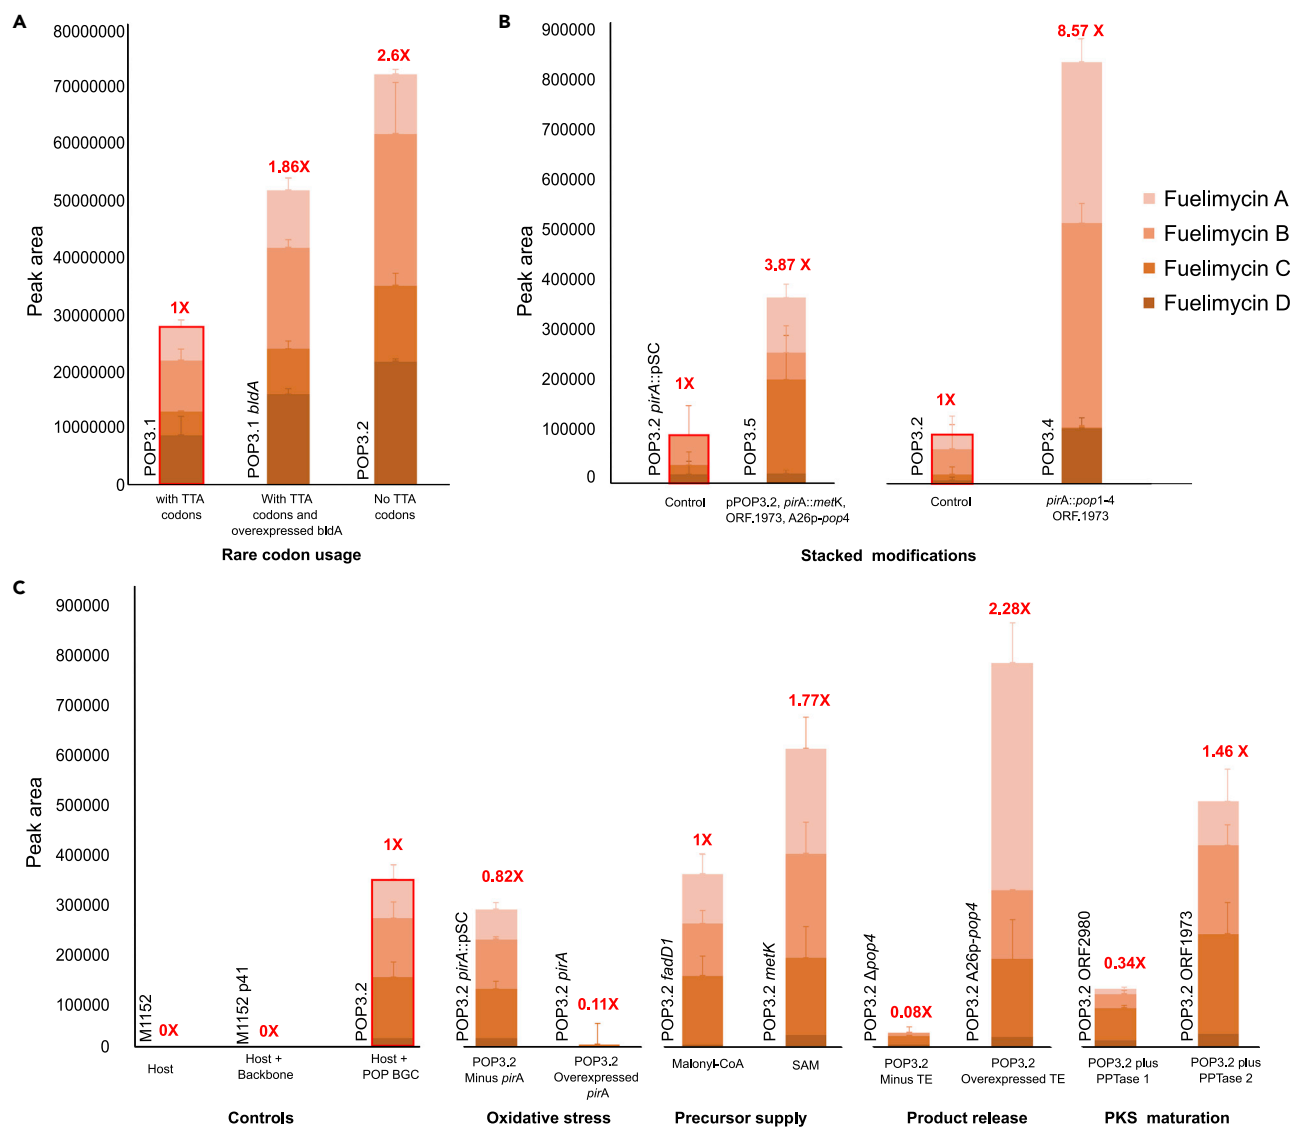 A
Peak area
80000000
70000000
60000000
50000000
40000000
30000000
20000000
10000000
0
1X
1.86X
2.6X
POP3.1
POP3.1 bldA
POP3.2
with TTA
codons
With TTA
codons and
overexpressed bldA
No TTA
codons
Rare codon usage
B
Peak area
900000
800000
700000
600000
500000
400000
300000
200000
100000
0
1X
3.87 X
1X
8.57 X
POP3.2 pirA::pSC
POP3.5
POP3.2
POP3.4
Control
pPOP3.2, pirA::metK,
ORF.1973, A26p-pop4
Control
pirA::pop1-4
ORF.1973
Stacked modifications
Fuelimycin A
Fuelimycin B
Fuelimycin C
Fuelimycin D
C
Peak area
900000
800000
700000
600000
500000
400000
300000
200000
100000
0
0X
0X
1X
0.82X
0.11X
1X
1.77X
0.08X
2.28X
0.34X
1.46 X
M1152
M1152 p41
POP3.2
POP3.2 pirA::pSC
POP3.2 pirA
POP3.2 fadD1
POP3.2 metK
POP3.2 Δpop4
POP3.2 A26p-pop4
POP3.2 ORF2980
POP3.2 ORF1973
Host
Host +
Backbone
Host +
POP BGC
POP3.2
Minus pirA
POP3.2
Overexpressed
pirA
Malonyl-CoA
SAM
POP3.2
Minus TE
POP3.2
Overexpressed TE
POP3.2 plus
PPTase 1
POP3.2 plus
PPTase 2
Controls
Oxidative stress
Precursor supply
Product release
PKS maturation